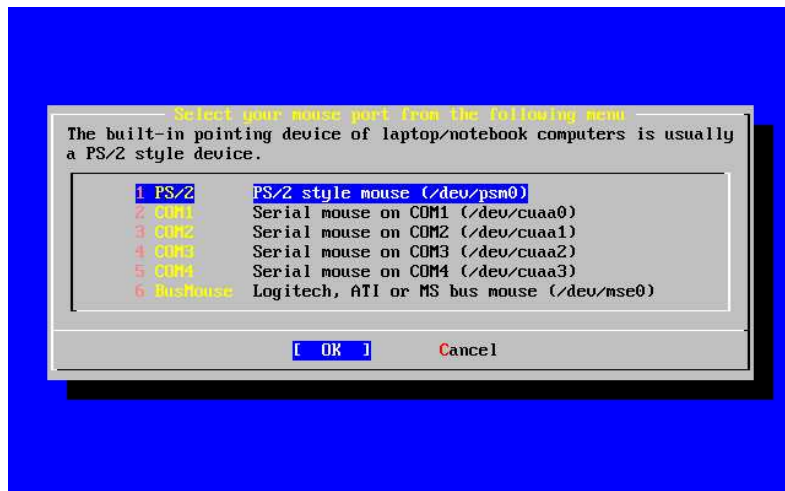 Select your mouse port from the following menu
The built-in pointing device of laptop/notebook computers is usually
a PS/2 style device.
1 PS/2 PS/2 style mouse (/dev/psm0)
2 COM1 Serial mouse on COM1 (/dev/cuaa0)
3 COM2 Serial mouse on COM2 (/dev/cuaa1)
4 COM3 Serial mouse on COM3 (/dev/cuaa2)
5 COM4 Serial mouse on COM4 (/dev/cuaa3)
6 BusMouse Logitech, ATI or MS bus mouse (/dev/mse0)
[ OK ] Cancel